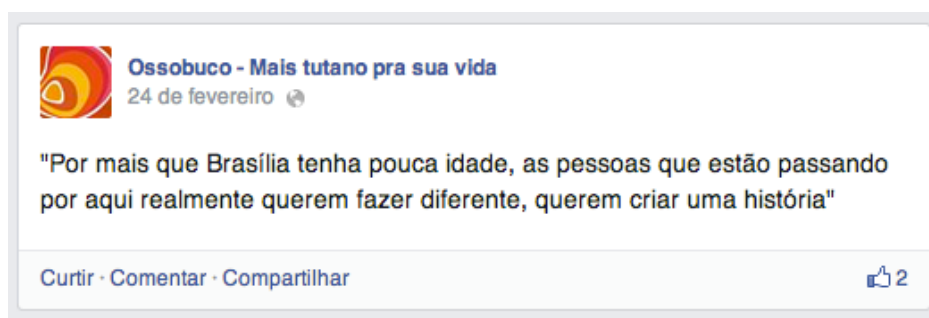 Ossobuco - Mais tutano pra sua vida
24 de fevereiro
"Por mais que Brasília tenha pouca idade, as pessoas que estão passando
por aqui realmente querem fazer diferente, querem criar uma história"
Curtir · Comentar · Compartilhar 2